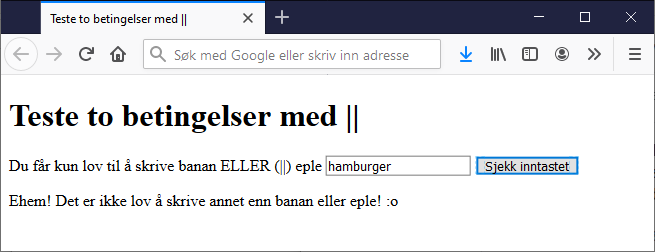 Teste to betingelser med ||
Søk med Google eller skriv inn adresse
Teste to betingelser med ||
Du får kun lov til å skrive banan ELLER (||) eple hamburger Sjekk inntastet
Ehem! Det er ikke lov å skrive annet enn banan eller eple! :o